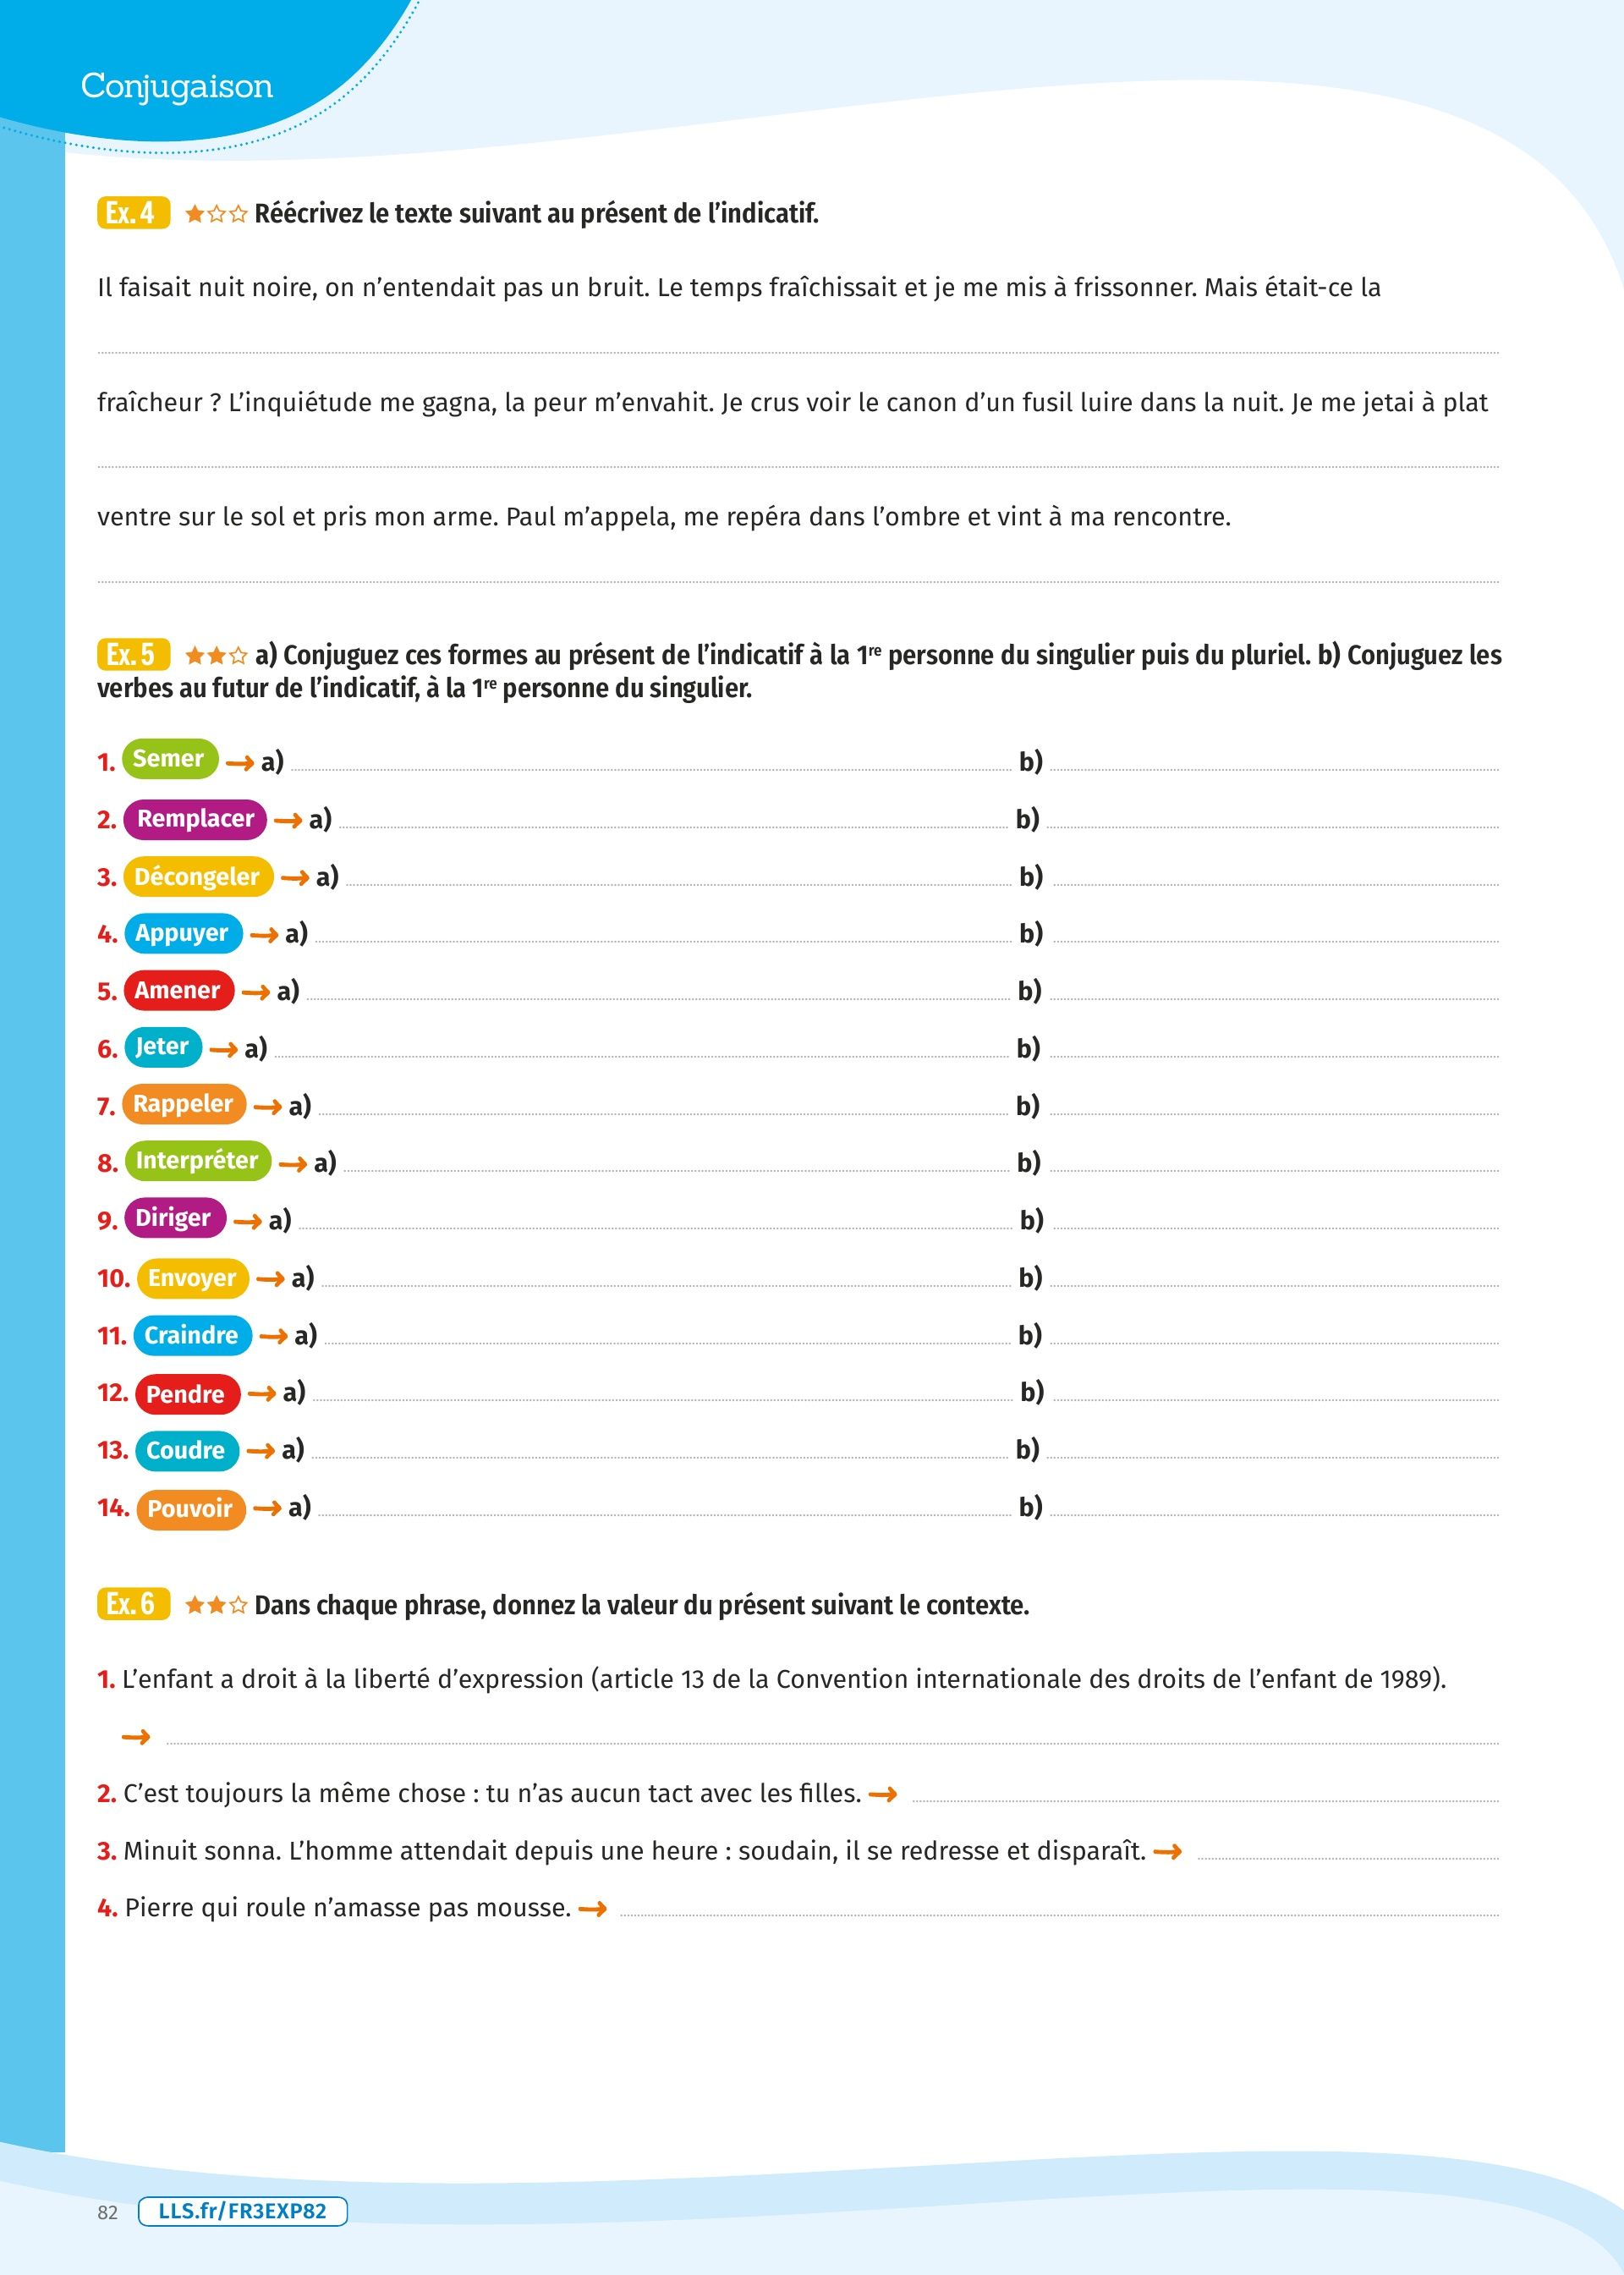 Conjugaison
Ex. 4 ★☆☆ Réécrivez le texte suivant au présent de l’indicatif.
Il faisait nuit noire, on n’entendait pas un bruit. Le temps fraîchissait et je me mis à frissonner. Mais était-ce la
fraîcheur ? L’inquiétude me gagna, la peur m’envahit. Je crus voir le canon d’un fusil luire dans la nuit. Je me jetai à plat
ventre sur le sol et pris mon arme. Paul m’appela, me repéra dans l’ombre et vint à ma rencontre.
Ex. 5 ★★☆ a) Conjuguez ces formes au présent de l’indicatif à la 1re personne du singulier puis du pluriel. b) Conjuguez les
verbes au futur de l’indicatif, à la 1re personne du singulier.
1. Semer → a) b)
2. Remplacer → a) b)
3. Décongeler → a) b)
4. Appuyer → a) b)
5. Amener → a) b)
6. Jeter → a) b)
7. Rappeler → a) b)
8. Interpréter → a) b)
9. Diriger → a) b)
10. Envoyer → a) b)
11. Craindre → a) b)
12. Pendre → a) b)
13. Coudre → a) b)
14. Pouvoir → a) b)
Ex. 6 ★★☆ Dans chaque phrase, donnez la valeur du présent suivant le contexte.
1. L’enfant a droit à la liberté d’expression (article 13 de la Convention internationale des droits de l’enfant de 1989).
→
2. C’est toujours la même chose : tu n’as aucun tact avec les filles. →
3. Minuit sonna. L’homme attendait depuis une heure : soudain, il se redresse et disparaît. →
4. Pierre qui roule n’amasse pas mousse. →
82 LLS.fr/FR3EXP82